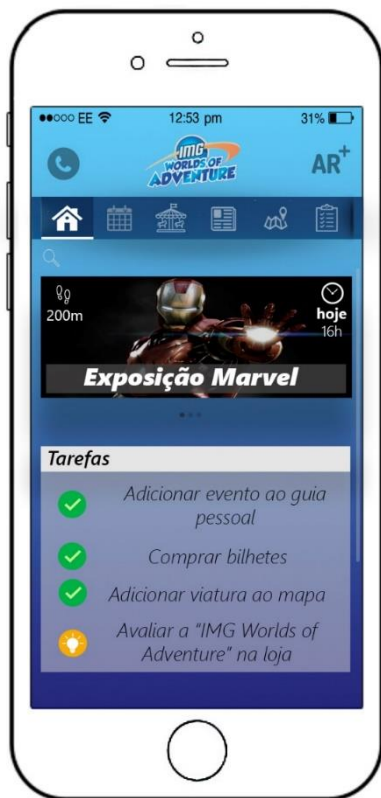 EE 12:53 pm 31%
IMG
WORLDS OF
ADVENTURE
AR+
200m
hoje
16h
Exposição Marvel
Tarefas
Adicionar evento ao guia
pessoal
Comprar bilhetes
Adicionar viatura ao mapa
Avaliar a "IMG Worlds of
Adventure" na loja